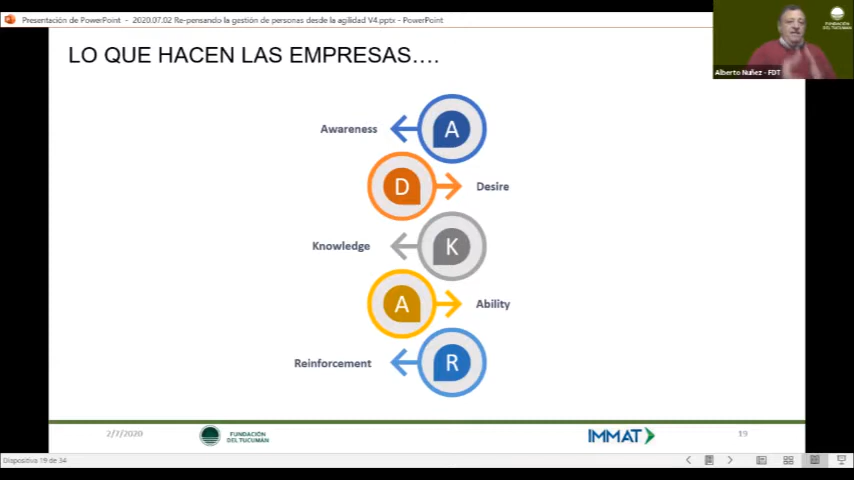 Presentación de PowerPoint - 2020.07.02 Re-pensando la gestión de personas desde la agilidad V4.pptx - PowerPoint
FUNDACIÓN
DEL TUCUMÁN
Alberto Nuñez - FDT
LO QUE HACEN LAS EMPRESAS....
Awareness
A
D
Desire
Knowledge
K
A
Ability
Reinforcement
R
2/7/2020
FUNDACIÓN
DEL TUCUMÁN
IMMAT
19
Diapositiva 19 de 34